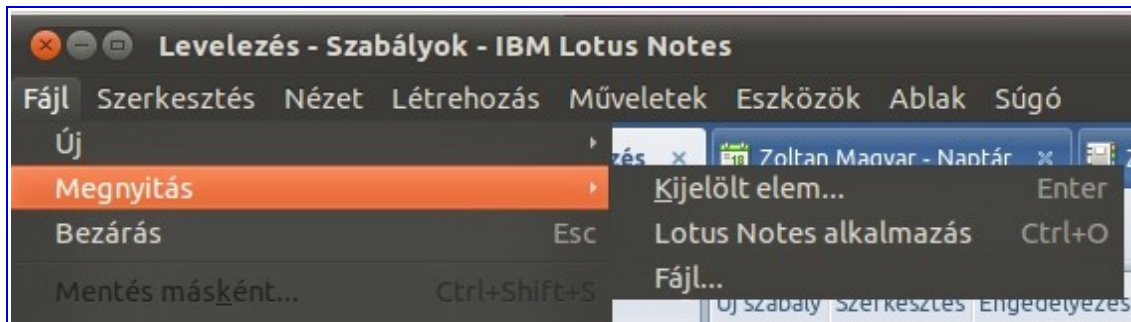 Levelezés - Szabályok - IBM Lotus Notes
Fájl Szerkesztés Nézet Létrehozás Műveletek Eszközök Ablak Súgó
Új
zés Zoltan Magyar - Naptár
Megnyitás
Kijelölt elem... Enter
Bezárás Esc
Lotus Notes alkalmazás Ctrl+O
Fájl...
Mentés másként... Ctrl+Shift+S
Új szabály Szerkesztés Engedélyezés